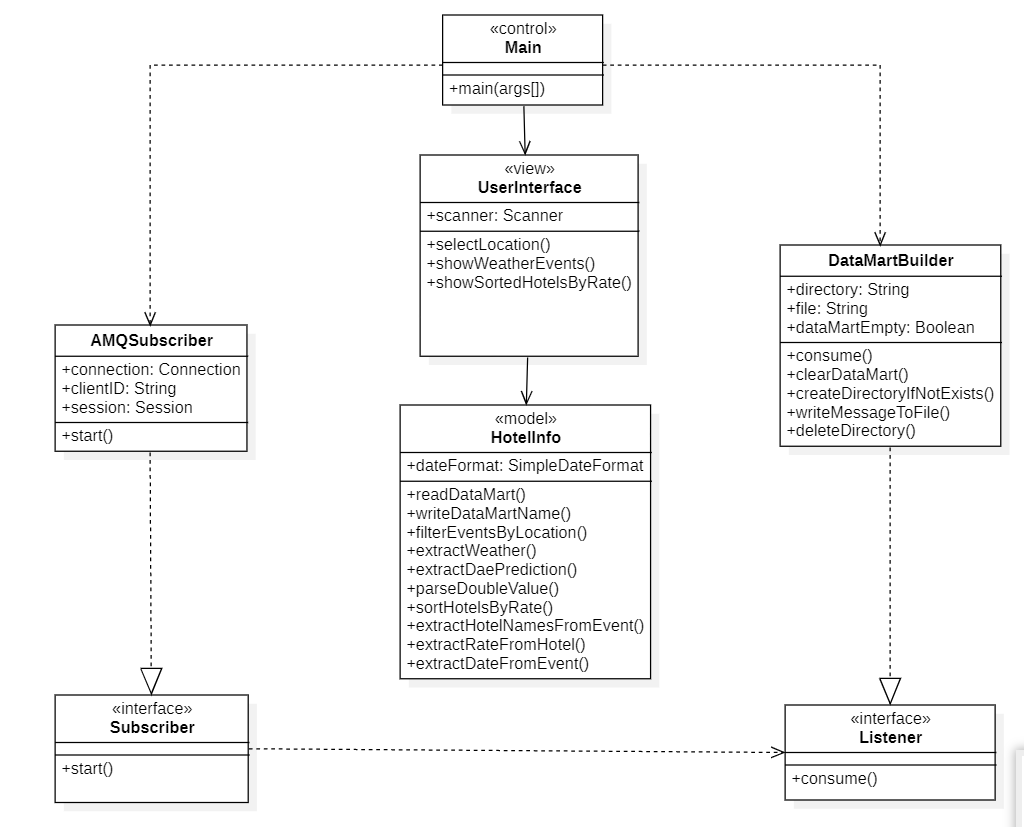 «control»
Main
+main(args[])
«view»
UserInterface
+scanner: Scanner
+selectLocation()
+showWeatherEvents()
+showSortedHotelsByRate()
DataMartBuilder
+directory: String
+file: String
+dataMartEmpty: Boolean
+consume()
+clearDataMart()
+createDirectoryIfNotExists()
+writeMessageToFile()
+deleteDirectory()
AMQSubscriber
+connection: Connection
+clientID: String
+session: Session
+start()
«model»
HotelInfo
+dateFormat: SimpleDateFormat
+readDataMart()
+writeDataMartName()
+filterEventsByLocation()
+extractWeather()
+extractDaePrediction()
+parseDoubleValue()
+sortHotelsByRate()
+extractHotelNamesFromEvent()
+extractRateFromHotel()
+extractDateFromEvent()
«interface»
Subscriber
+start()
«interface»
Listener
+consume()